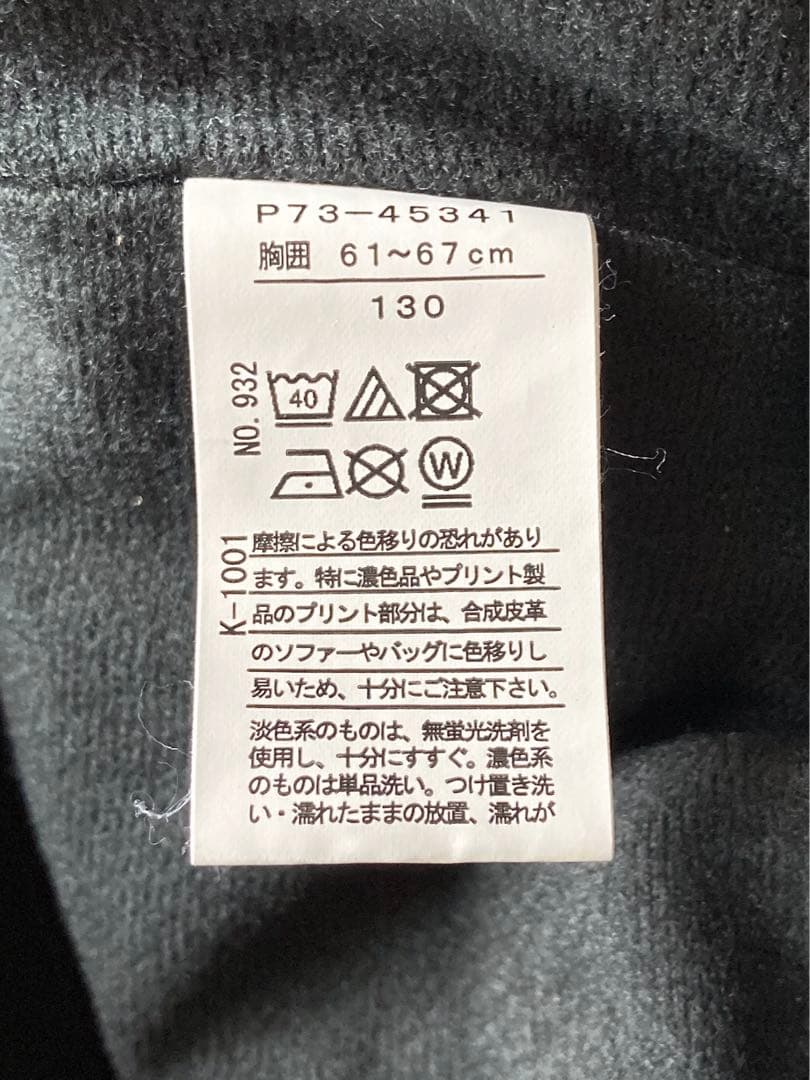 P73-45341
胸囲 61~67cm
130
NO.932
40
W
K-1001
摩擦による色移りの恐れがあり
ます。特に濃色品やプリント製
品のプリント部分は、合成皮革
のソファーやバッグに色移りし
易いため、十分にご注意下さい。
淡色系のものは、無蛍光洗剤を
使用し、十分にすすぐ。濃色系
のものは単品洗い。つけ置き洗
い・濡れたままの放置、濡れが